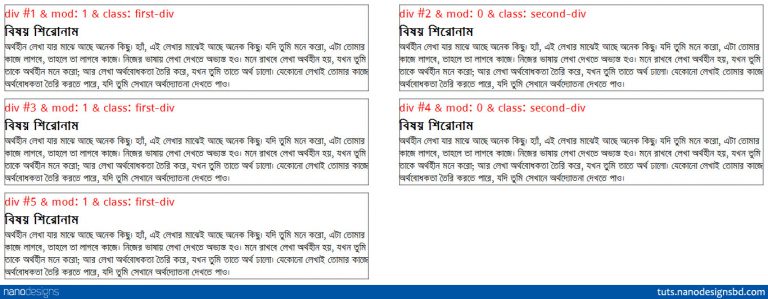 div #1 & mod: 1 & class: first-div
বিষয় শিরোনাম
অর্থহীন লেখা যার মাঝে আছে অনেক কিছু। হ্যাঁ, এই লেখার মাঝেই আছে অনেক কিছু। যদি তুমি মনে করো, এটা তোমার
কাজে লাগবে, তাহলে তা লাগবে কাজে। নিজের ভাষায় লেখা দেখতে অভ্যস্ত হও। মনে রাখবে লেখা অর্থহীন হয়, যখন তুমি
তাকে অর্থহীন মনে করো; আর লেখা অর্থবোধকতা তৈরি করে, যখন তুমি তাতে অর্থ ঢালো। যেকোনো লেখাই তোমার কাজে
অর্থবোধকতা তৈরি করতে পারে, যদি তুমি সেখানে অর্থদ্যোতনা দেখতে পাও।
div #2 & mod: 0 & class: second-div
বিষয় শিরোনাম
অর্থহীন লেখা যার মাঝে আছে অনেক কিছু। হ্যাঁ, এই লেখার মাঝেই আছে অনেক কিছু। যদি তুমি মনে করো, এটা তোমার
কাজে লাগবে, তাহলে তা লাগবে কাজে। নিজের ভাষায় লেখা দেখতে অভ্যস্ত হও। মনে রাখবে লেখা অর্থহীন হয়, যখন তুমি
তাকে অর্থহীন মনে করো; আর লেখা অর্থবোধকতা তৈরি করে, যখন তুমি তাতে অর্থ ঢালো। যেকোনো লেখাই তোমার কাজে
অর্থবোধকতা তৈরি করতে পারে, যদি তুমি সেখানে অর্থদ্যোতনা দেখতে পাও।
div #3 & mod: 1 & class: first-div
বিষয় শিরোনাম
অর্থহীন লেখা যার মাঝে আছে অনেক কিছু। হ্যাঁ, এই লেখার মাঝেই আছে অনেক কিছু। যদি তুমি মনে করো, এটা তোমার
কাজে লাগবে, তাহলে তা লাগবে কাজে। নিজের ভাষায় লেখা দেখতে অভ্যস্ত হও। মনে রাখবে লেখা অর্থহীন হয়, যখন তুমি
তাকে অর্থহীন মনে করো; আর লেখা অর্থবোধকতা তৈরি করে, যখন তুমি তাতে অর্থ ঢালো। যেকোনো লেখাই তোমার কাজে
অর্থবোধকতা তৈরি করতে পারে, যদি তুমি সেখানে অর্থদ্যোতনা দেখতে পাও।
div #4 & mod: 0 & class: second-div
বিষয় শিরোনাম
অর্থহীন লেখা যার মাঝে আছে অনেক কিছু। হ্যাঁ, এই লেখার মাঝেই আছে অনেক কিছু। যদি তুমি মনে করো, এটা তোমার
কাজে লাগবে, তাহলে তা লাগবে কাজে। নিজের ভাষায় লেখা দেখতে অভ্যস্ত হও। মনে রাখবে লেখা অর্থহীন হয়, যখন তুমি
তাকে অর্থহীন মনে করো; আর লেখা অর্থবোধকতা তৈরি করে, যখন তুমি তাতে অর্থ ঢালো। যেকোনো লেখাই তোমার কাজে
অর্থবোধকতা তৈরি করতে পারে, যদি তুমি সেখানে অর্থদ্যোতনা দেখতে পাও।
div #5 & mod: 1 & class: first-div
বিষয় শিরোনাম
অর্থহীন লেখা যার মাঝে আছে অনেক কিছু। হ্যাঁ, এই লেখার মাঝেই আছে অনেক কিছু। যদি তুমি মনে করো, এটা তোমার
কাজে লাগবে, তাহলে তা লাগবে কাজে। নিজের ভাষায় লেখা দেখতে অভ্যস্ত হও। মনে রাখবে লেখা অর্থহীন হয়, যখন তুমি
তাকে অর্থহীন মনে করো; আর লেখা অর্থবোধকতা তৈরি করে, যখন তুমি তাতে অর্থ ঢালো। যেকোনো লেখাই তোমার কাজে
অর্থবোধকতা তৈরি করতে পারে, যদি তুমি সেখানে অর্থদ্যোতনা দেখতে পাও।
nanodesigns
tuts.nanodesignsbd.com